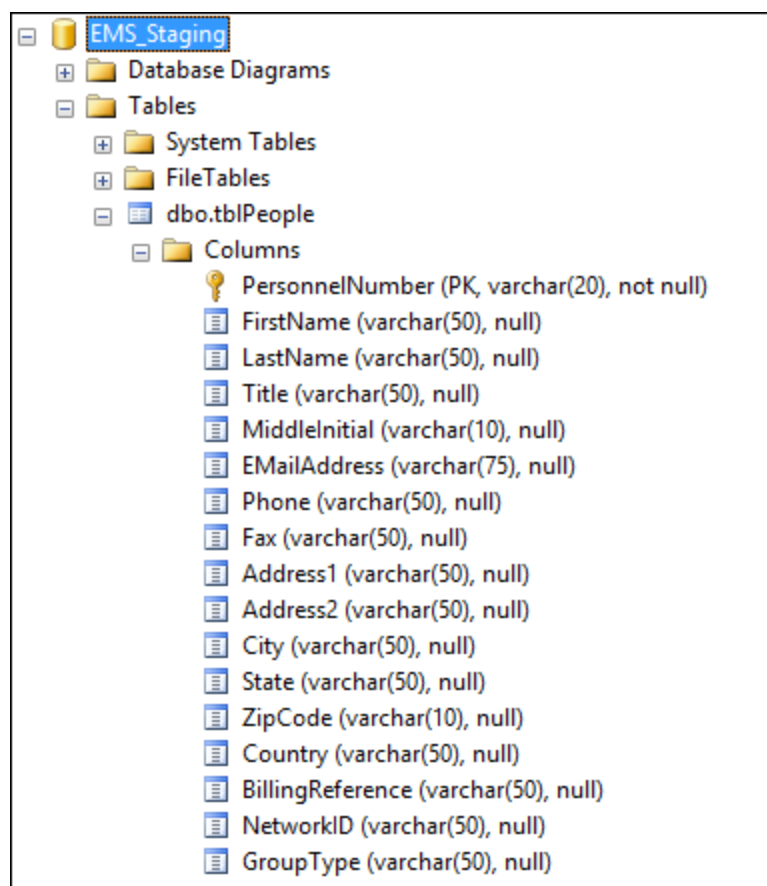 EMS_Staging
Database Diagrams
Tables
System Tables
FileTables
dbo.tblPeople
Columns
PersonnelNumber (PK, varchar(20), not null)
FirstName (varchar(50), null)
LastName (varchar(50), null)
Title (varchar(50), null)
MiddleInitial (varchar(10), null)
EMailAddress (varchar(75), null)
Phone (varchar(50), null)
Fax (varchar(50), null)
Address1 (varchar(50), null)
Address2 (varchar(50), null)
City (varchar(50), null)
State (varchar(50), null)
ZipCode (varchar(10), null)
Country (varchar(50), null)
BillingReference (varchar(50), null)
NetworkID (varchar(50), null)
GroupType (varchar(50), null)